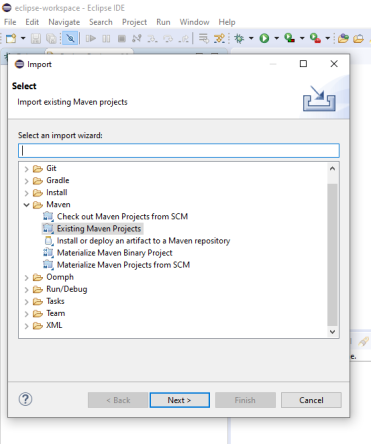 eclipse-workspace - Eclipse IDE
File Edit Navigate Search Project Run Window Help
Import
Select
Import existing Maven projects
Select an import wizard:
Git
Gradle
Install
Maven
Check out Maven Projects from SCM
Existing Maven Projects
Install or deploy an artifact to a Maven repository
Materialize Maven Binary Project
Materialize Maven Projects from SCM
Oomph
Run/Debug
Tasks
Team
XML
e.
< Back Next > Finish Cancel